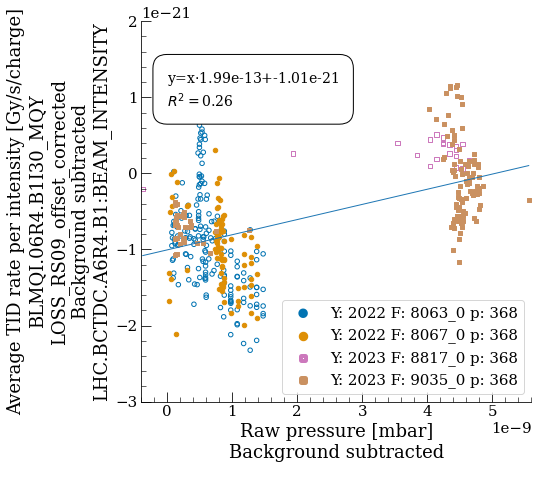 1e−21
2
1
0
−1
−2
−3
Average TID rate per intensity [Gy/s/charge]
BLMQI.06R4.B1I30_MQY
LOSS_RS09_offset_corrected
Background subtracted
LHC.BCTDC.A6R4.B1:BEAM_INTENSITY
y=x·1.99e-13+-1.01e-21
R²=0.26
Y: 2022 F: 8063_0 p: 368
Y: 2022 F: 8067_0 p: 368
Y: 2023 F: 8817_0 p: 368
Y: 2023 F: 9035_0 p: 368
0 1 2 3 4 5
1e−9
Raw pressure [mbar]
Background subtracted